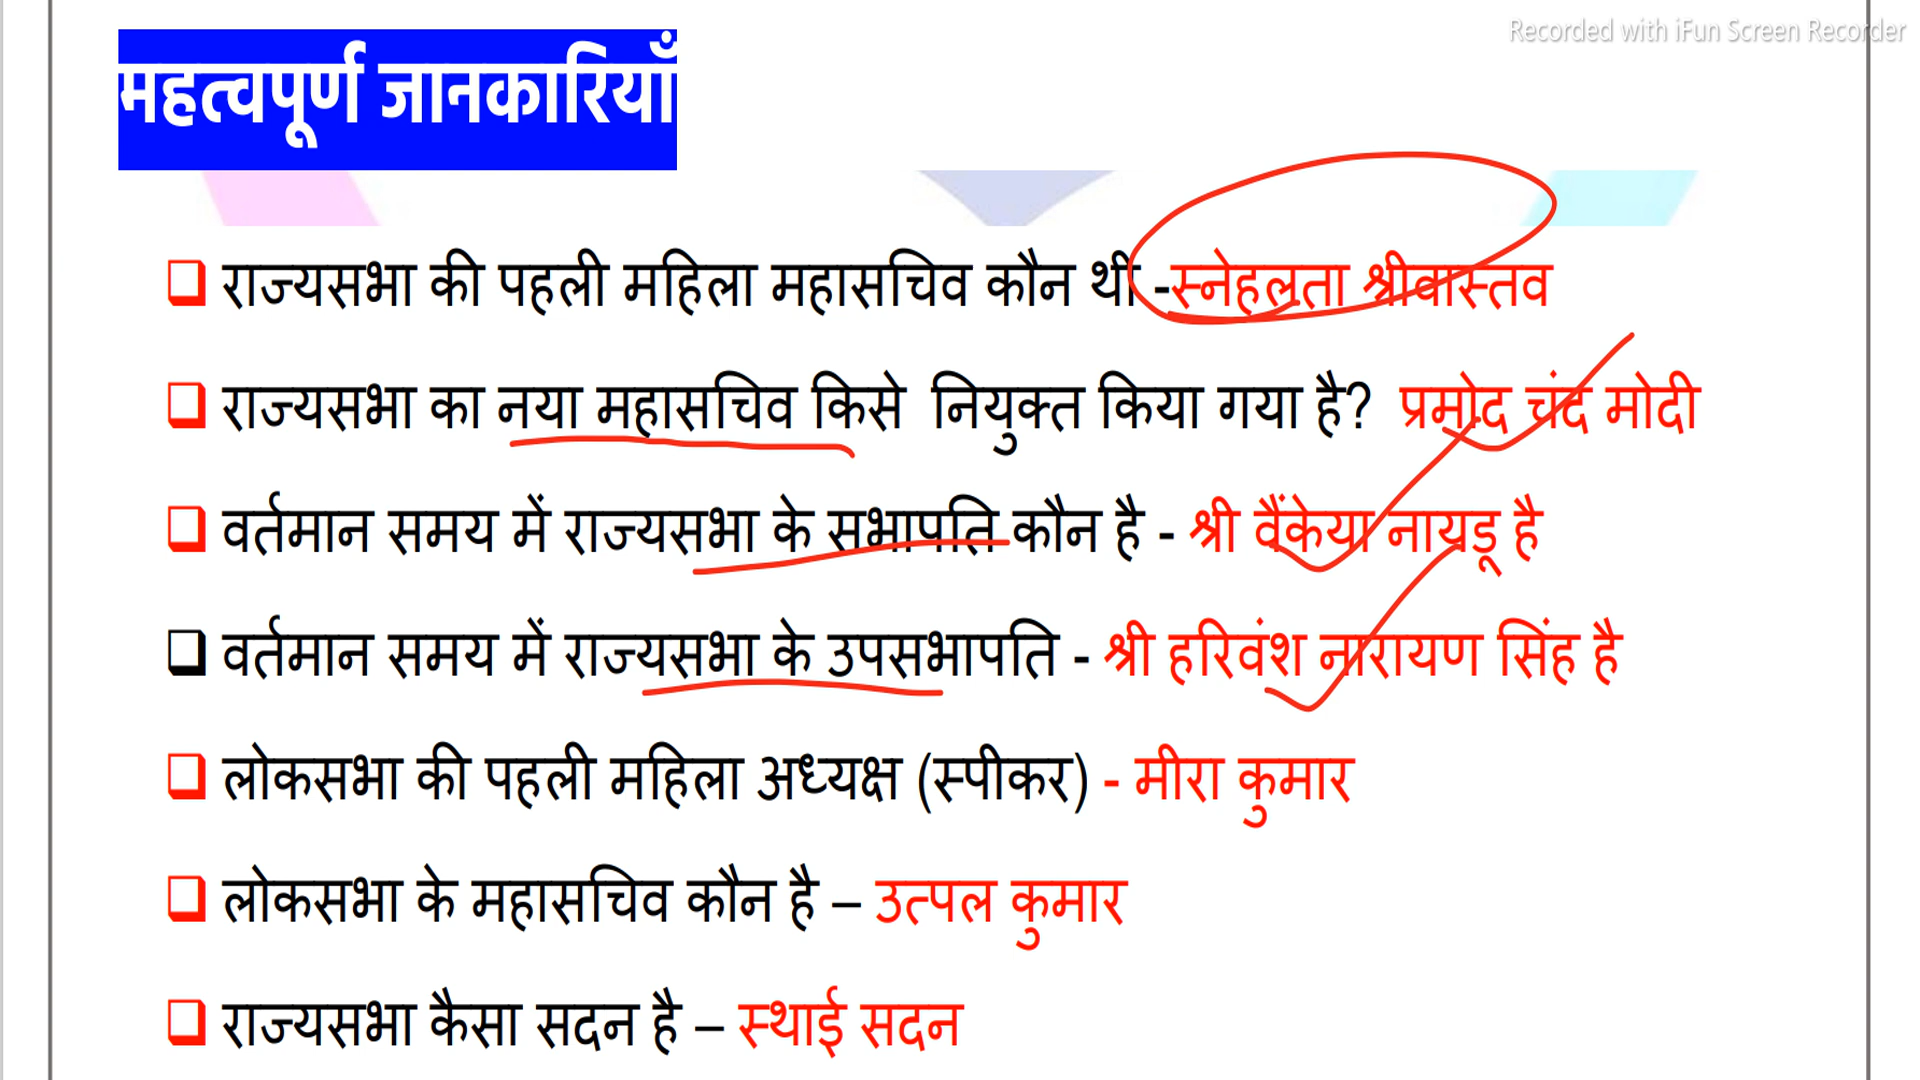 Recorded with iFun Screen Recorder
महत्वपूर्ण जानकारियाँ
राज्यसभा की पहली महिला महासचिव कौन थी -स्नेहलता श्रीवास्तव
राज्यसभा का नया महासचिव किसे नियुक्त किया गया है? प्रमोद चंद मोदी
वर्तमान समय में राज्यसभा के सभापति कौन है - श्री वैंकेया नायडू है
वर्तमान समय में राज्यसभा के उपसभापति - श्री हरिवंश नारायण सिंह है
लोकसभा की पहली महिला अध्यक्ष (स्पीकर) - मीरा कुमार
लोकसभा के महासचिव कौन है – उत्पल कुमार
राज्यसभा कैसा सदन है – स्थाई सदन